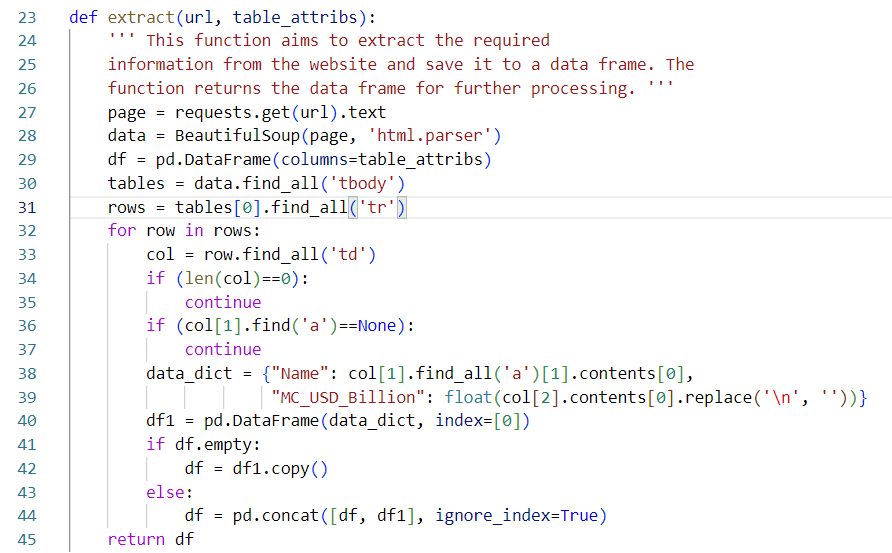 23 def extract(url, table_attribs):
24     ''' This function aims to extract the required
25     information from the website and save it to a data frame. The
26     function returns the data frame for further processing. '''
27     page = requests.get(url).text
28     data = BeautifulSoup(page, 'html.parser')
29     df = pd.DataFrame(columns=table_attribs)
30     tables = data.find_all('tbody')
31     rows = tables[0].find_all('tr')
32     for row in rows:
33         col = row.find_all('td')
34         if (len(col)==0):
35             continue
36         if (col[1].find('a')==None):
37             continue
38         data_dict = {"Name": col[1].find_all('a')[1].contents[0],
39                      "MC_USD_Billion": float(col[2].contents[0].replace('\n', ''))}
40         df1 = pd.DataFrame(data_dict, index=[0])
41         if df.empty:
42             df = df1.copy()
43         else:
44             df = pd.concat([df, df1], ignore_index=True)
45     return df